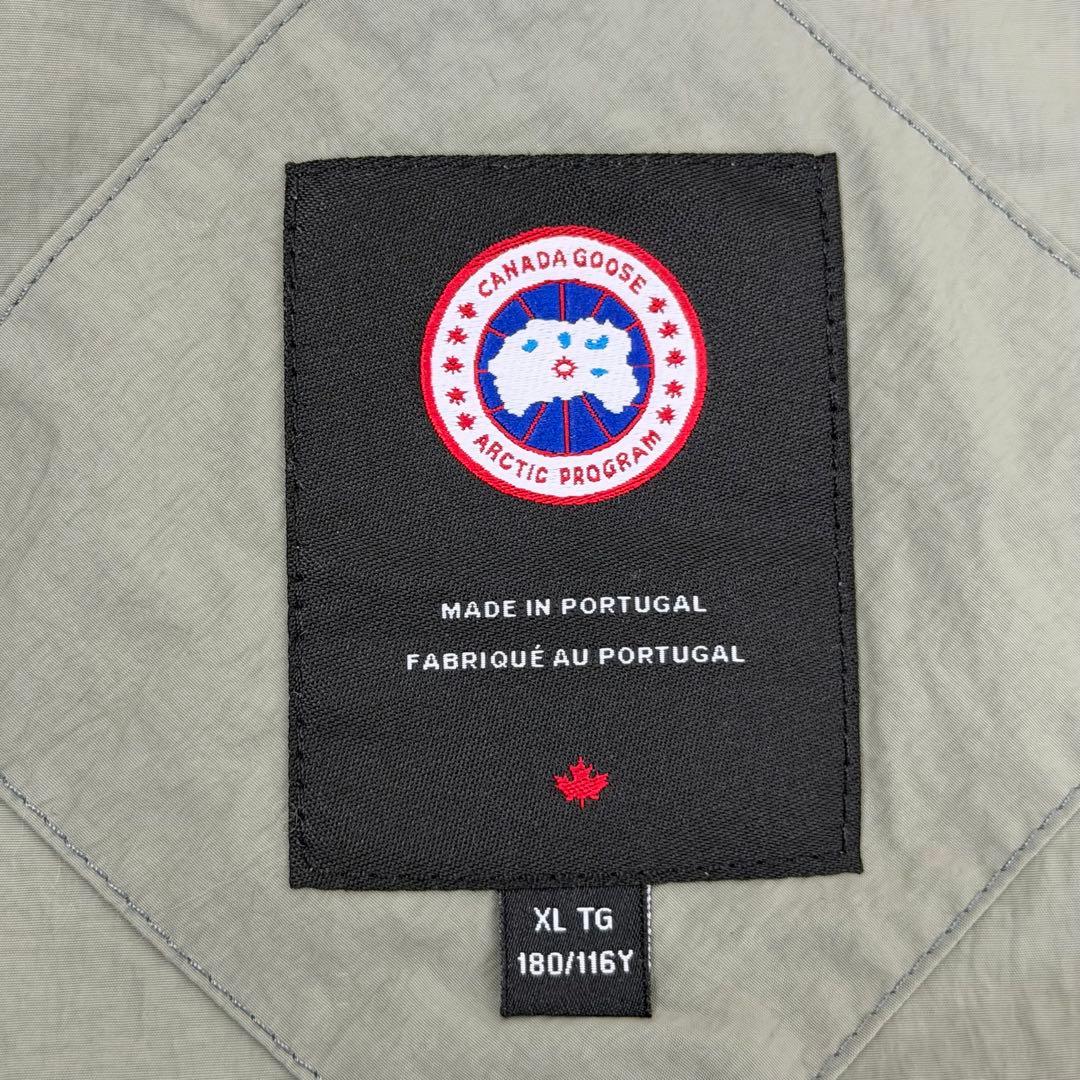 CANADA GOOSE
ARCTIC PROGRAM
MADE IN PORTUGAL
FABRIQUÉ AU PORTUGAL
XL TG
180/116Y